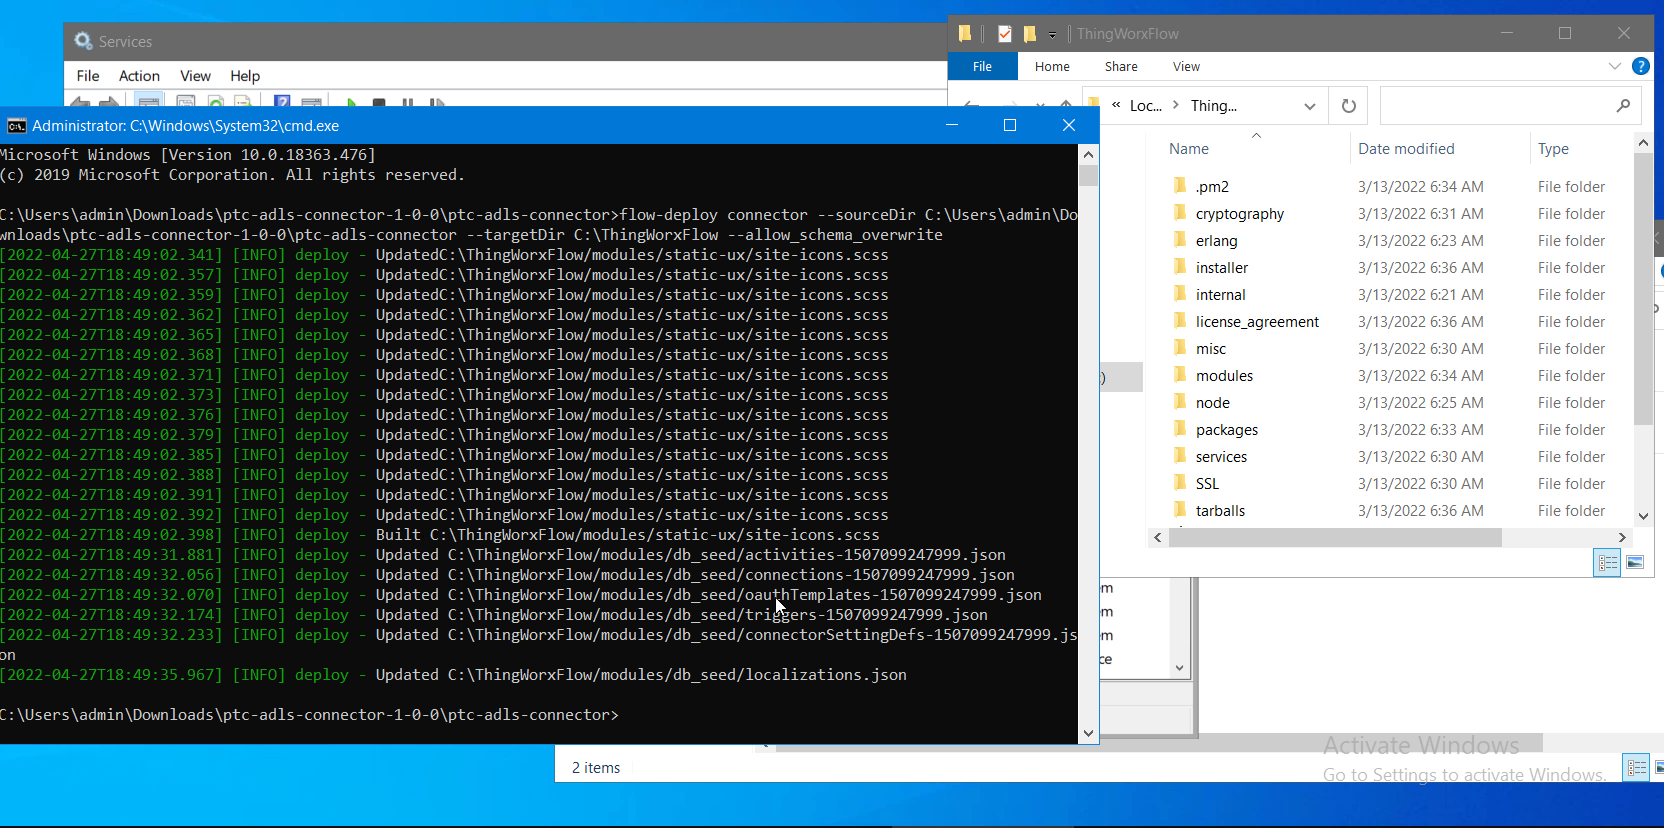 Services
File Action View Help
ThingWorxFlow
File Home Share View
« Loc... > Thing...
Administrator: C:\Windows\System32\cmd.exe
Microsoft Windows [Version 10.0.18363.476]
(c) 2019 Microsoft Corporation. All rights reserved.
C:\Users\admin\Downloads\ptc-adls-connector-1-0-0\ptc-adls-connector>flow-deploy connector --sourceDir C:\Users\admin\Do
wnloads\ptc-adls-connector-1-0-0\ptc-adls-connector --targetDir C:\ThingWorxFlow --allow_schema_overwrite
[2022-04-27T18:49:02.341] [INFO] deploy - UpdatedC:\ThingWorxFlow/modules/static-ux/site-icons.scss
[2022-04-27T18:49:02.357] [INFO] deploy - UpdatedC:\ThingWorxFlow/modules/static-ux/site-icons.scss
[2022-04-27T18:49:02.359] [INFO] deploy - UpdatedC:\ThingWorxFlow/modules/static-ux/site-icons.scss
[2022-04-27T18:49:02.362] [INFO] deploy - UpdatedC:\ThingWorxFlow/modules/static-ux/site-icons.scss
[2022-04-27T18:49:02.365] [INFO] deploy - UpdatedC:\ThingWorxFlow/modules/static-ux/site-icons.scss
[2022-04-27T18:49:02.368] [INFO] deploy - UpdatedC:\ThingWorxFlow/modules/static-ux/site-icons.scss
[2022-04-27T18:49:02.371] [INFO] deploy - UpdatedC:\ThingWorxFlow/modules/static-ux/site-icons.scss
[2022-04-27T18:49:02.373] [INFO] deploy - UpdatedC:\ThingWorxFlow/modules/static-ux/site-icons.scss
[2022-04-27T18:49:02.376] [INFO] deploy - UpdatedC:\ThingWorxFlow/modules/static-ux/site-icons.scss
[2022-04-27T18:49:02.379] [INFO] deploy - UpdatedC:\ThingWorxFlow/modules/static-ux/site-icons.scss
[2022-04-27T18:49:02.385] [INFO] deploy - UpdatedC:\ThingWorxFlow/modules/static-ux/site-icons.scss
[2022-04-27T18:49:02.388] [INFO] deploy - UpdatedC:\ThingWorxFlow/modules/static-ux/site-icons.scss
[2022-04-27T18:49:02.391] [INFO] deploy - UpdatedC:\ThingWorxFlow/modules/static-ux/site-icons.scss
[2022-04-27T18:49:02.392] [INFO] deploy - UpdatedC:\ThingWorxFlow/modules/static-ux/site-icons.scss
[2022-04-27T18:49:02.398] [INFO] deploy - Built C:\ThingWorxFlow/modules/static-ux/site-icons.scss
[2022-04-27T18:49:31.881] [INFO] deploy - Updated C:\ThingWorxFlow/modules/db_seed/activities-1507099247999.json
[2022-04-27T18:49:32.056] [INFO] deploy - Updated C:\ThingWorxFlow/modules/db_seed/connections-1507099247999.json
[2022-04-27T18:49:32.070] [INFO] deploy - Updated C:\ThingWorxFlow/modules/db_seed/oauthTemplates-1507099247999.json
[2022-04-27T18:49:32.174] [INFO] deploy - Updated C:\ThingWorxFlow/modules/db_seed/triggers-1507099247999.json
[2022-04-27T18:49:32.233] [INFO] deploy - Updated C:\ThingWorxFlow/modules/db_seed/connectorSettingDefs-1507099247999.js
on
[2022-04-27T18:49:35.967] [INFO] deploy - Updated C:\ThingWorxFlow/modules/db_seed/localizations.json
C:\Users\admin\Downloads\ptc-adls-connector-1-0-0\ptc-adls-connector>
Name Date modified Type
.pm2 3/13/2022 6:34 AM File folder
cryptography 3/13/2022 6:31 AM File folder
erlang 3/13/2022 6:23 AM File folder
installer 3/13/2022 6:36 AM File folder
internal 3/13/2022 6:21 AM File folder
license_agreement 3/13/2022 6:36 AM File folder
misc 3/13/2022 6:30 AM File folder
modules 3/13/2022 6:34 AM File folder
node 3/13/2022 6:25 AM File folder
packages 3/13/2022 6:33 AM File folder
services 3/13/2022 6:30 AM File folder
SSL 3/13/2022 6:30 AM File folder
tarballs 3/13/2022 6:36 AM File folder
2 items
Activate Windows
Go to Settings to activate Windows.